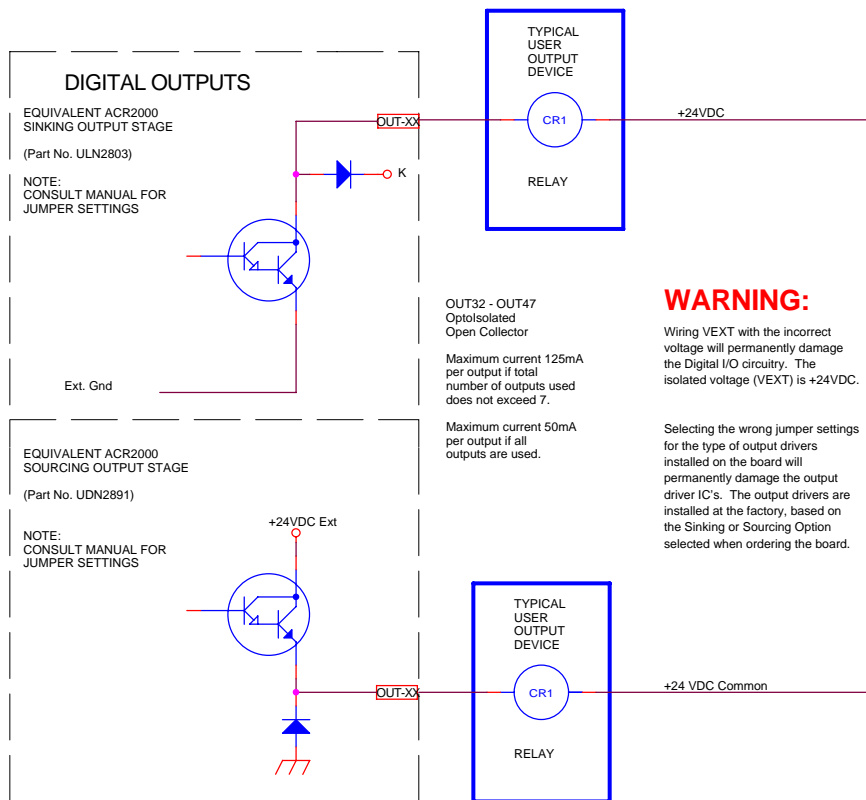 DIGITAL OUTPUTS
EQUIVALENT ACR2000
SINKING OUTPUT STAGE
(Part No. ULN2803)
NOTE:
CONSULT MANUAL FOR
JUMPER SETTINGS
OUT-XX
K
Ext. Gnd
TYPICAL
USER
OUTPUT
DEVICE
CR1
RELAY
+24VDC
OUT32 - OUT47
OptoIsolated
Open Collector
Maximum current 125mA
per output if total
number of outputs used
does not exceed 7.
Maximum current 50mA
per output if all
outputs are used.
WARNING:
Wiring VEXT with the incorrect
voltage will permanently damage
the Digital I/O circuitry. The
isolated voltage (VEXT) is +24VDC.
Selecting the wrong jumper settings
for the type of output drivers
installed on the board will
permanently damage the output
driver IC's. The output drivers are
installed at the factory, based on
the Sinking or Sourcing Option
selected when ordering the board.
EQUIVALENT ACR2000
SOURCING OUTPUT STAGE
(Part No. UDN2891)
NOTE:
CONSULT MANUAL FOR
JUMPER SETTINGS
+24VDC Ext
OUT-XX
TYPICAL
USER
OUTPUT
DEVICE
CR1
RELAY
+24 VDC Common